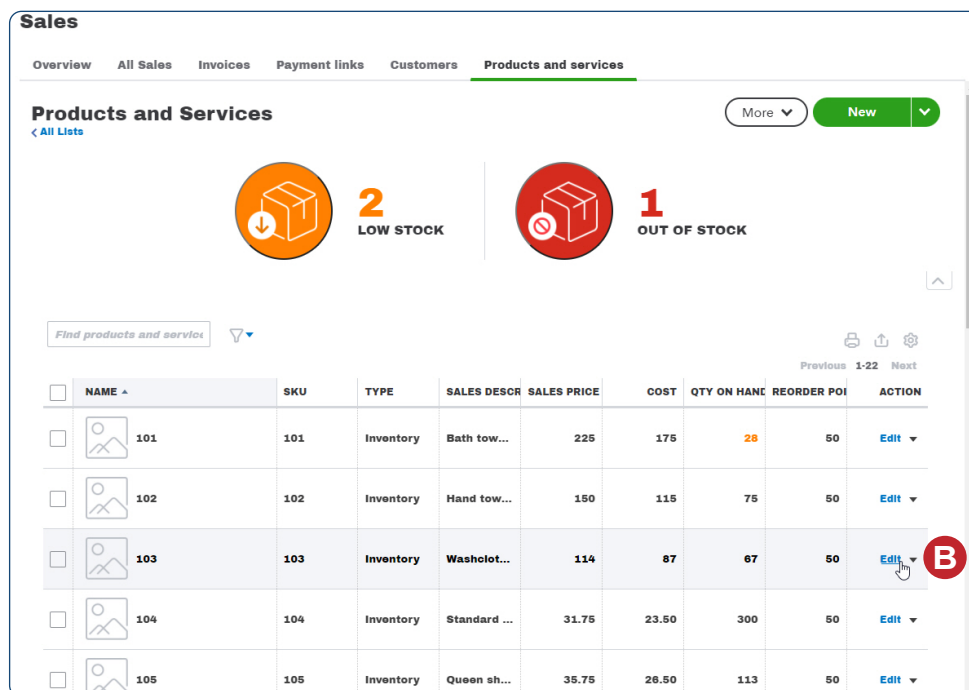 Sales
Overview All Sales Invoices Payment links Customers Products and services
Products and Services
All Lists
More New
2
LOW STOCK
1
OUT OF STOCK
Find products and service
Previous 1-22 Next
NAME SKU TYPE SALES DESCR SALES PRICE COST QTY ON HAND REORDER POI ACTION
101 101 Inventory Bath tow... 225 175 28 50 Edit
102 102 Inventory Hand tow... 150 115 75 50 Edit
103 103 Inventory Washclot... 114 87 67 50 Edit
B
104 104 Inventory Standard ... 31.75 23.50 300 50 Edit
105 105 Inventory Queen sh... 35.75 26.50 113 50 Edit